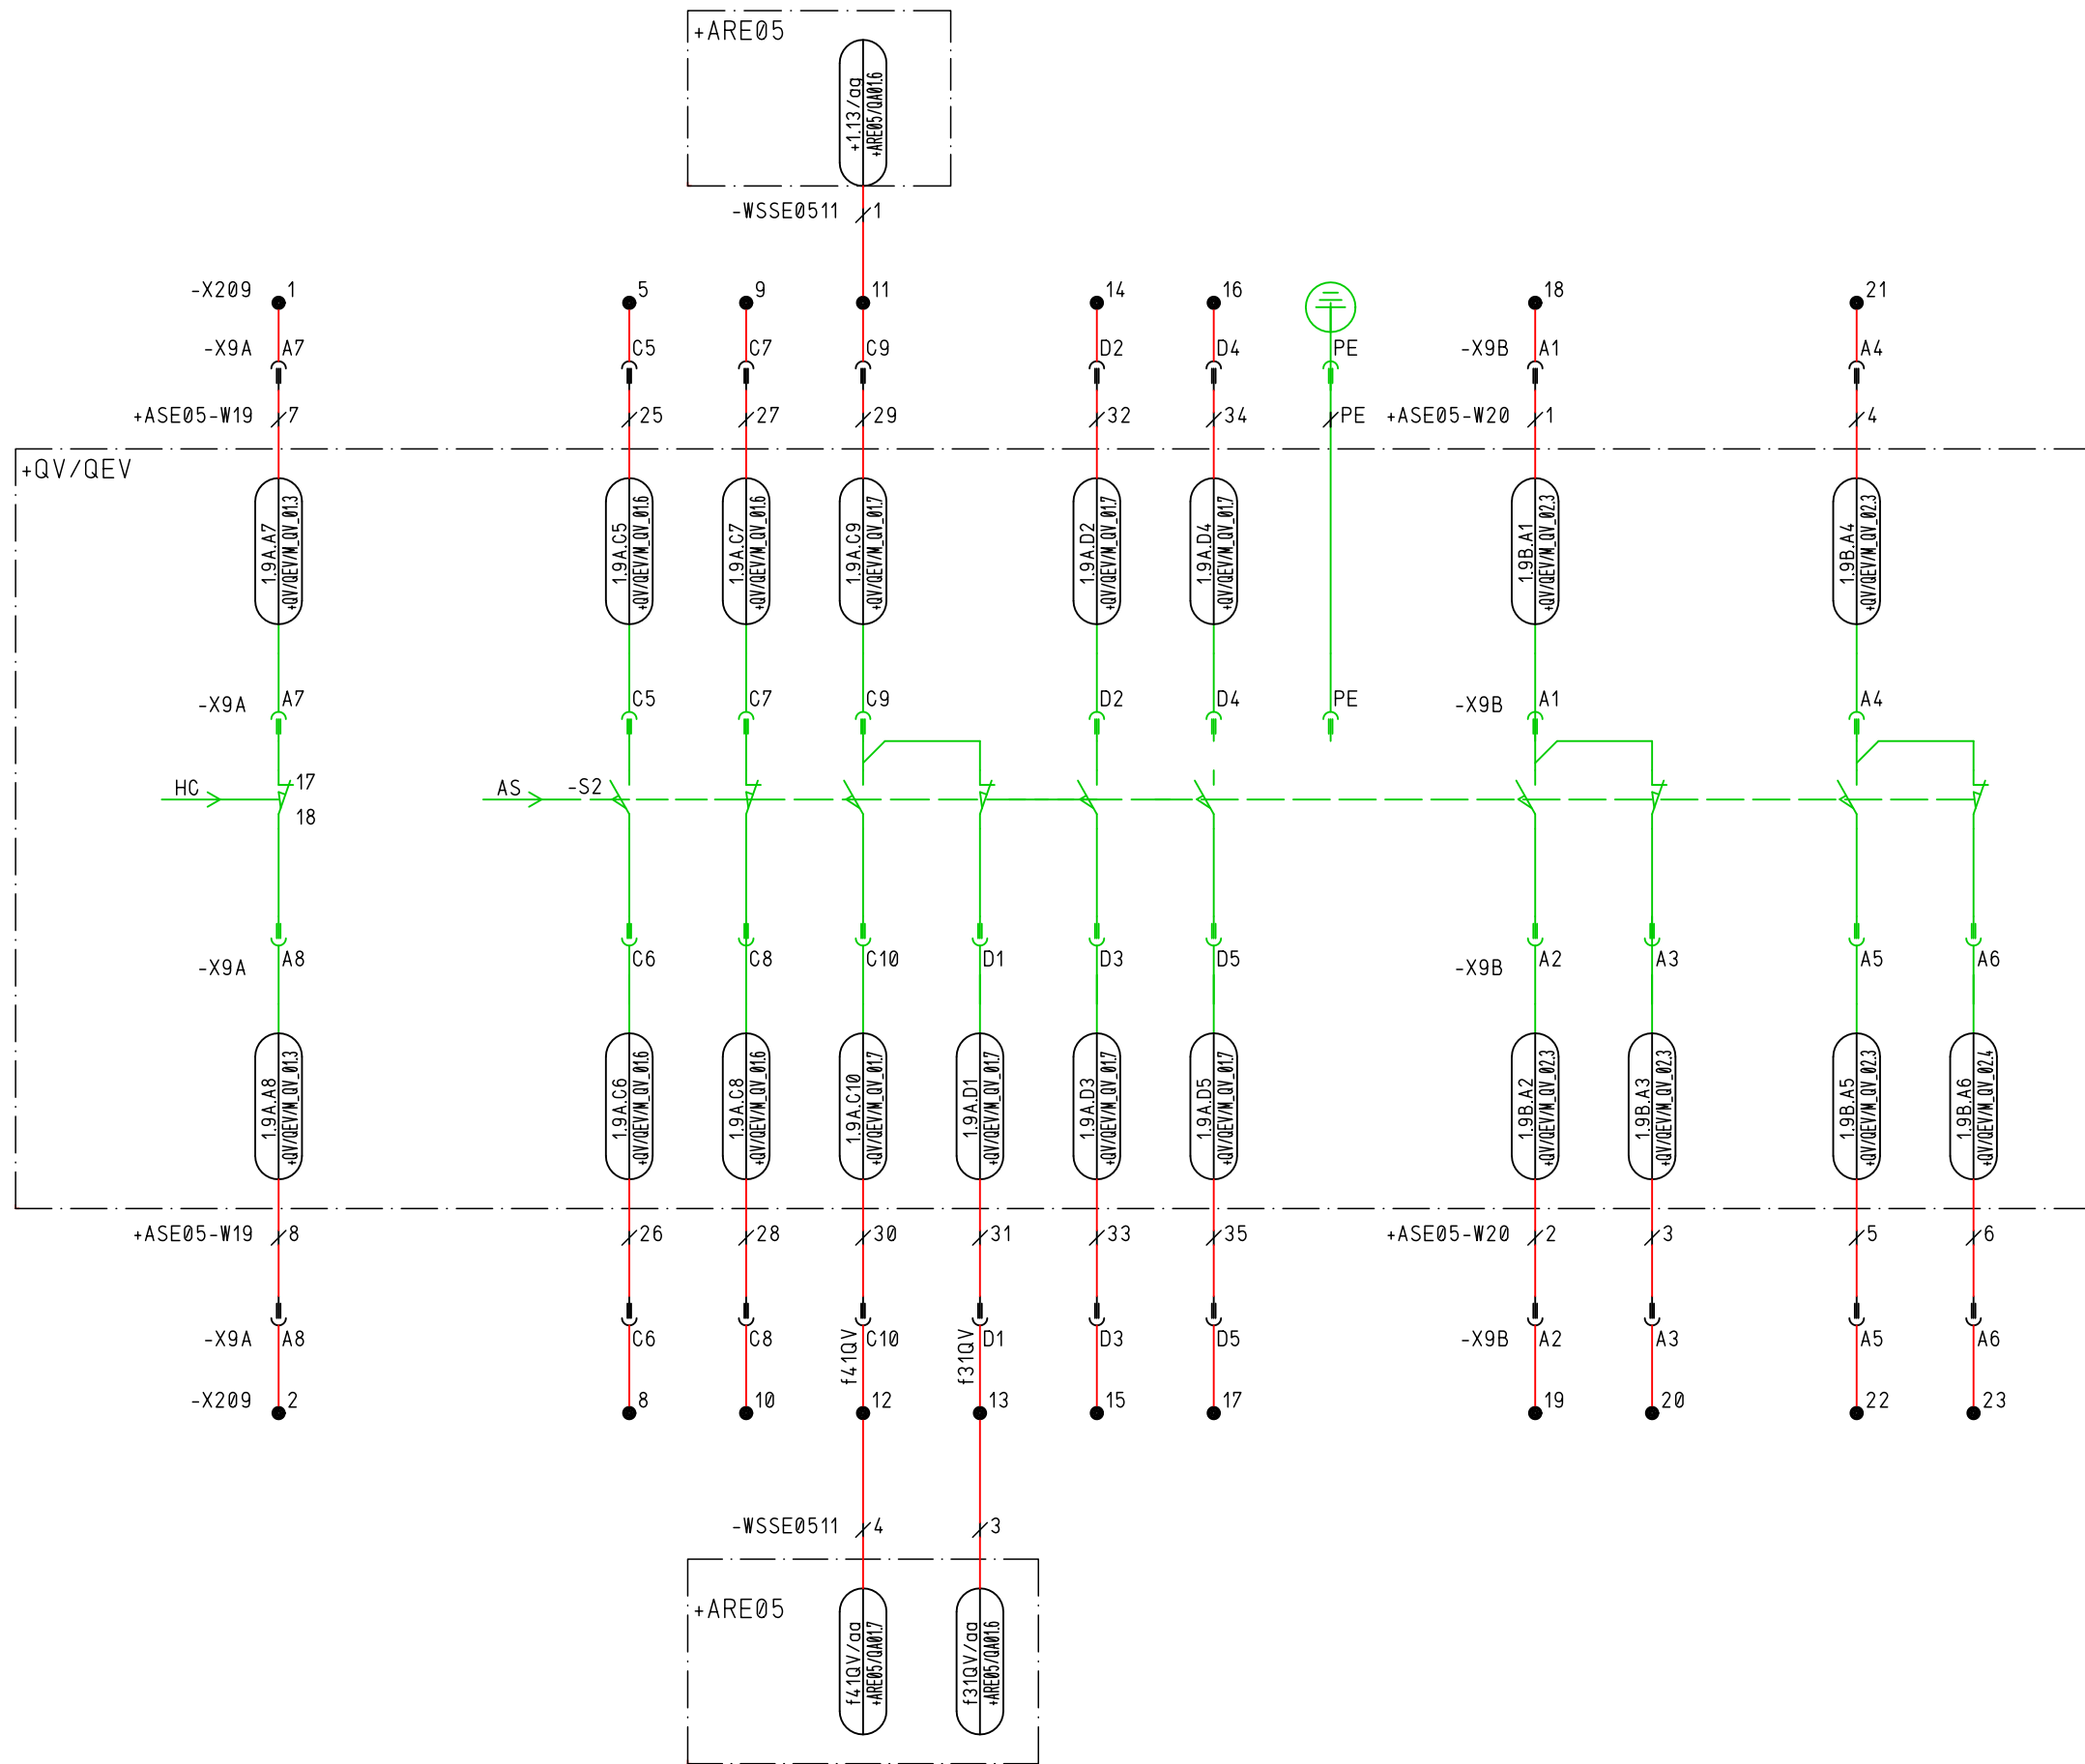 +ARE05
+1.13/aa
+ARE05/QA01.6
-WSSE0511 1
-X209 1 5 9 11 14 16 18 21
-X9A A7 C5 C7 C9 D2 D4 PE -X9B A1 A4
+ASE05-W19 7 25 27 29 32 34 PE +ASE05-W20 1 4
+QV/QEV
1.9A.A7
+QV/QEV/M_QV_01.3
1.9A.C5
+QV/QEV/M_QV_01.6
1.9A.C7
+QV/QEV/M_QV_01.6
1.9A.C9
+QV/QEV/M_QV_01.7
1.9A.D2
+QV/QEV/M_QV_01.7
1.9A.D4
+QV/QEV/M_QV_01.7
1.9B.A1
+QV/QEV/M_QV_02.3
1.9B.A4
+QV/QEV/M_QV_02.3
-X9A A7 C5 C7 C9 D2 D4 PE -X9B A1 A4
HC 17 AS -S2
18
-X9A A8 C6 C8 C10 D1 D3 D5 -X9B A2 A3 A5 A6
1.9A.A8
+QV/QEV/M_QV_01.3
1.9A.C6
+QV/QEV/M_QV_01.6
1.9A.C8
+QV/QEV/M_QV_01.6
1.9A.C10
+QV/QEV/M_QV_01.7
1.9A.D1
+QV/QEV/M_QV_01.7
1.9A.D3
+QV/QEV/M_QV_01.7
1.9A.D5
+QV/QEV/M_QV_01.7
1.9B.A2
+QV/QEV/M_QV_02.3
1.9B.A3
+QV/QEV/M_QV_02.3
1.9B.A5
+QV/QEV/M_QV_02.3
1.9B.A6
+QV/QEV/M_QV_02.4
+ASE05-W19 8 26 28 30 31 33 35 +ASE05-W20 2 3 5 6
-X9A A8 C6 C8 C10 D1 D3 D5 -X9B A2 A3 A5 A6
f41QV
f31QV
-X209 2 8 10 12 13 15 17 19 20 22 23
-WSSE0511 4 3
+ARE05
f41QV/aa
+ARE05/QA01.7
f31QV/aa
+ARE05/QA01.6